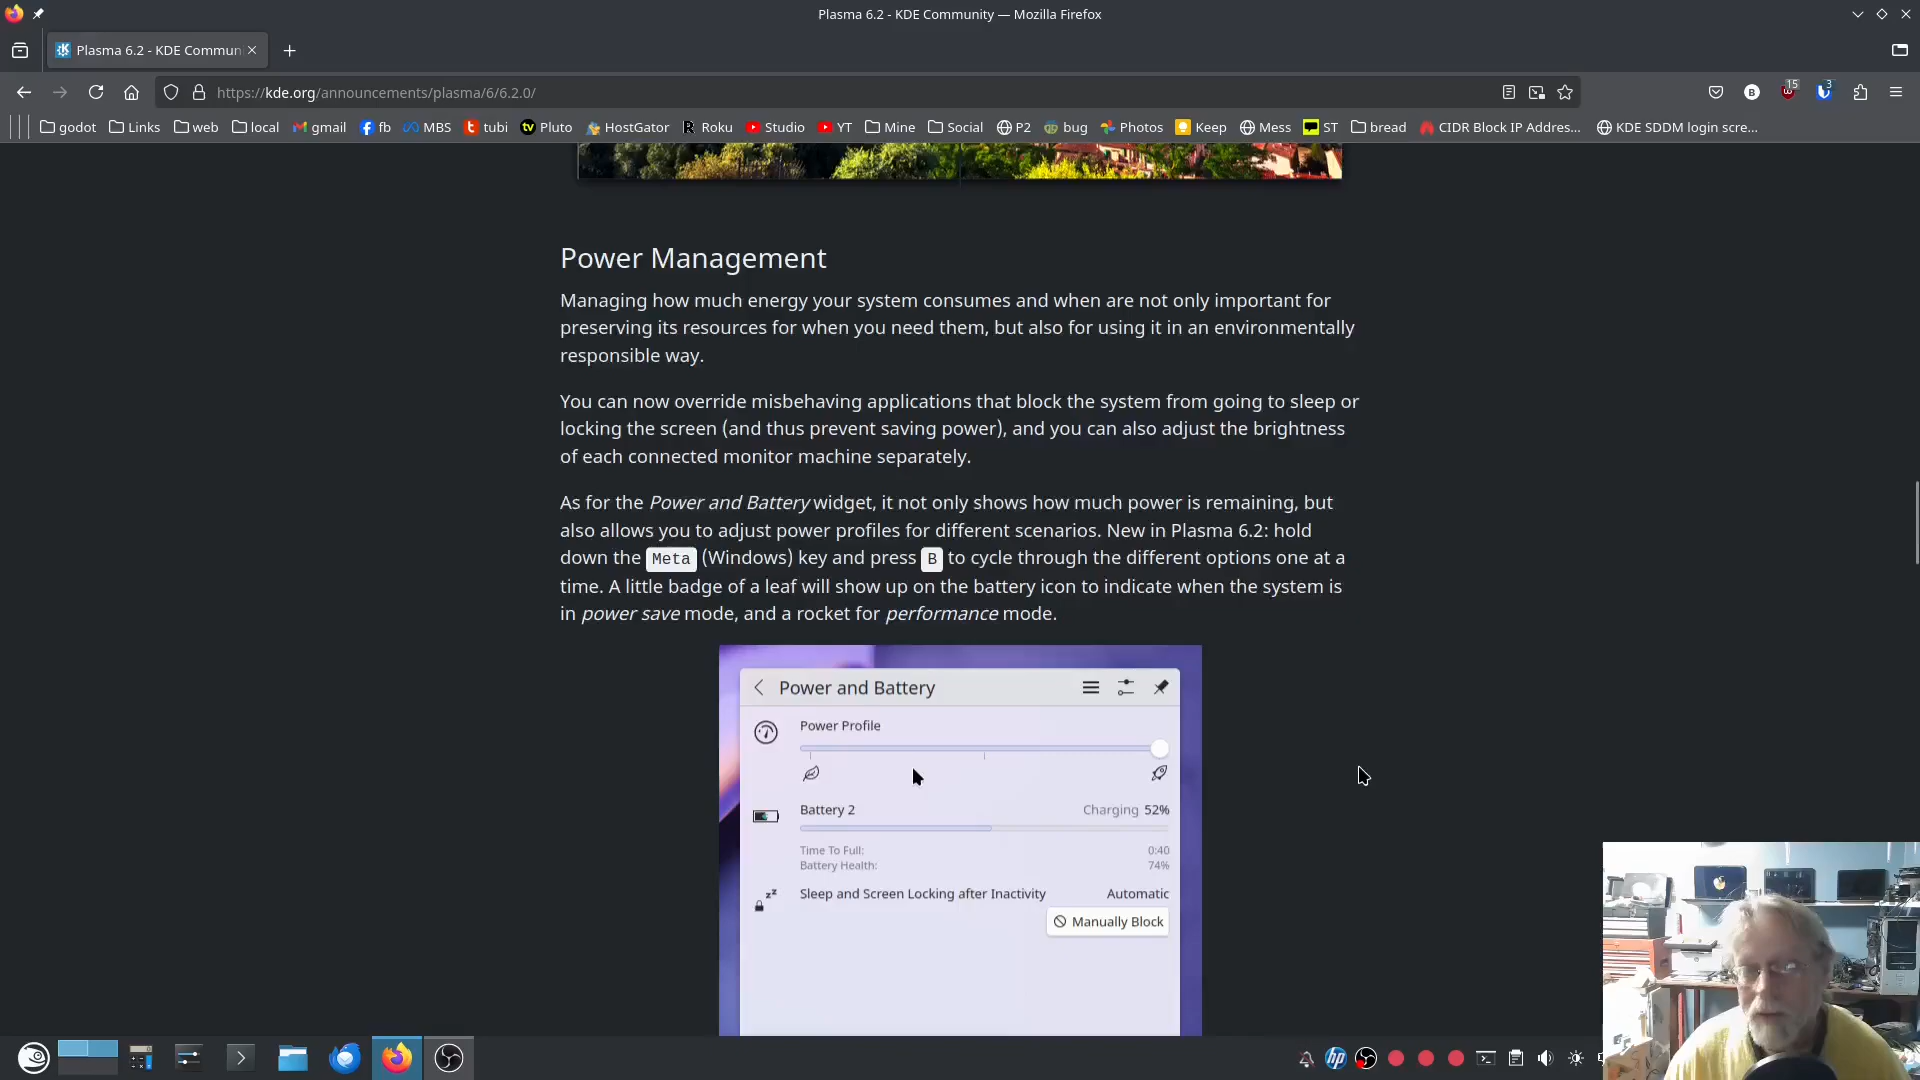 Plasma 6.2 - KDE Community — Mozilla Firefox
Plasma 6.2 - KDE Commun
https://kde.org/announcements/plasma/6/6.2.0/
B
15
3
godot
Links
web
local
gmail
fb
MBS
tubi
tv Pluto
HostGator
R Roku
Studio
YT
Mine
Social
P2
bug
Photos
Keep
Mess
ST
bread
CIDR Block IP Addres...
KDE SDDM login scre...
Power Management
Managing how much energy your system consumes and when are not only important for
preserving its resources for when you need them, but also for using it in an environmentally
responsible way.
You can now override misbehaving applications that block the system from going to sleep or
locking the screen (and thus prevent saving power), and you can also adjust the brightness
of each connected monitor machine separately.
As for the Power and Battery widget, it not only shows how much power is remaining, but
also allows you to adjust power profiles for different scenarios. New in Plasma 6.2: hold
down the Meta (Windows) key and press B to cycle through the different options one at a
time. A little badge of a leaf will show up on the battery icon to indicate when the system is
in power save mode, and a rocket for performance mode.
Power and Battery
Power Profile
Battery 2
Charging 52%
Time To Full: 0:40
Battery Health: 74%
Sleep and Screen Locking after Inactivity Automatic
Manually Block
hp